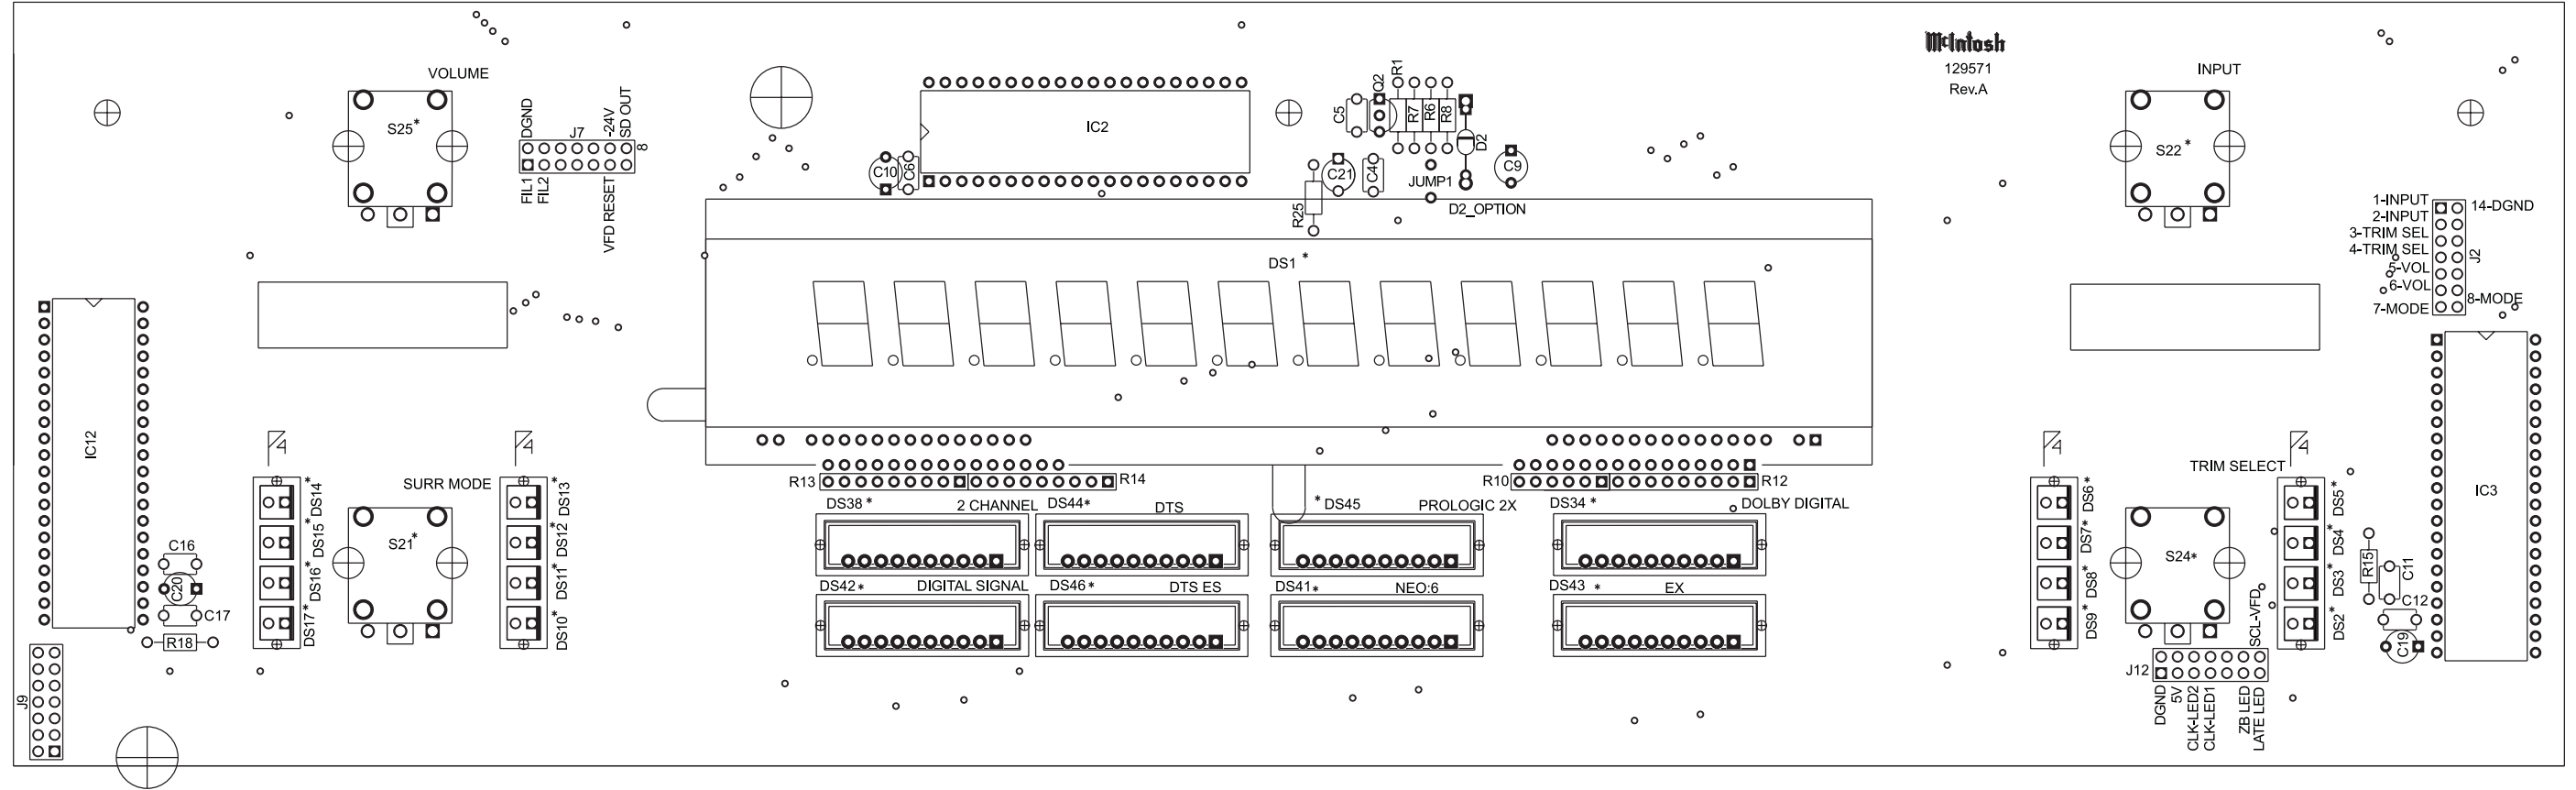 McIntosh
129571
Rev.A
VOLUME
S25*
DGND
J7
-24V
SD OUT
8
FIL1
FIL2
VFD RESET
IC2
C10
C6
C5
Q2
R1
R7
R6
R8
D2
R25
C21
C4
JUMP1
C9
D2_OPTION
INPUT
S22 *
1-INPUT
2-INPUT
3-TRIM SEL
4-TRIM SEL
5-VOL
6-VOL
7-MODE
14-DGND
J2
8-MODE
DS1 *
IC12
IC3
SURR MODE
S21*
DS14*
DS15*
DS16*
DS17*
DS13*
DS12*
DS11*
DS10*
C16
C20
C17
R18
J9
R13
R14
R10
R12
DS38 *
2 CHANNEL
DS44*
DTS
* DS45
PROLOGIC 2X
DS34 *
DOLBY DIGITAL
DS42*
DIGITAL SIGNAL
DS46*
DTS ES
DS41*
NEO:6
DS43 *
EX
TRIM SELECT
S24*
DS6*
DS7*
DS8*
DS9*
DS5*
DS4*
DS3*
DS2*
R15
C11
C12
C19
SCL-VFD
J12
DGND
5V
CLK-LED2
CLK-LED1
ZB LED
LATE LED